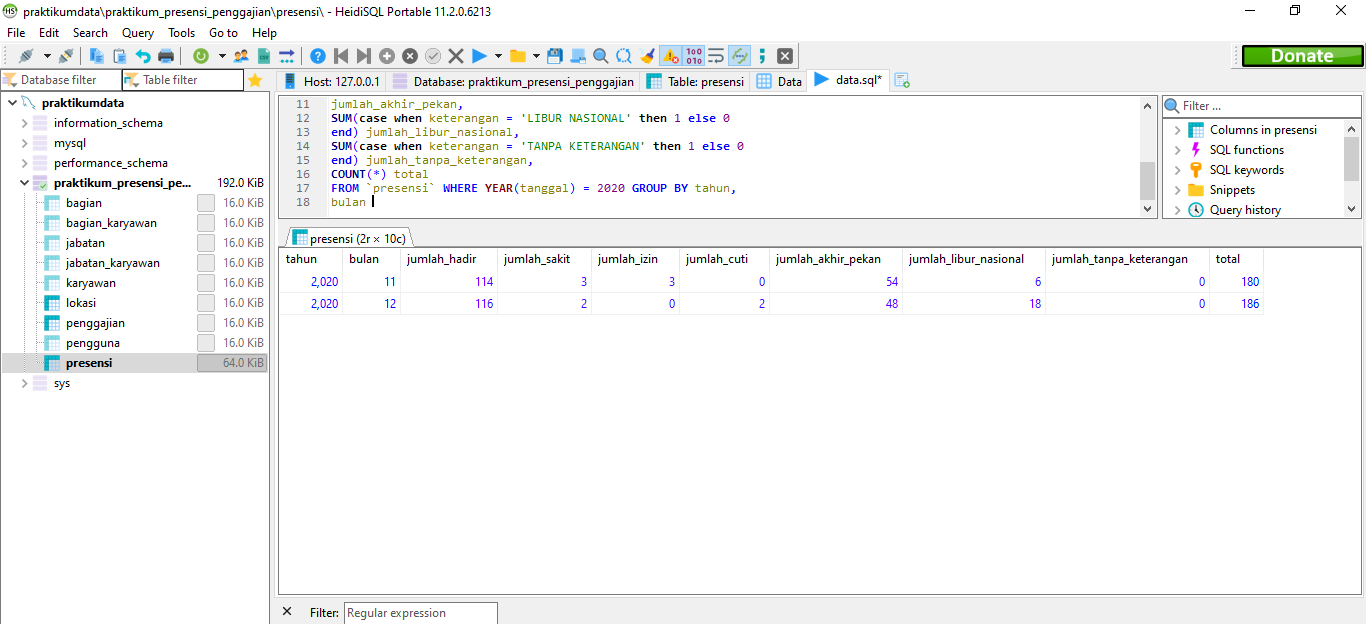 praktikumdata\praktikum_presensi_penggajian\presensi\ - HeidiSQL Portable 11.2.0.6213
File Edit Search Query Tools Go to Help
Donate
Database filter
Table filter
Host: 127.0.0.1
Database: praktikum_presensi_penggajian
Table: presensi
Data
data.sql*
praktikumdata
information_schema
mysql
performance_schema
praktikum_presensi_pe... 192.0 KiB
bagian 16.0 KiB
bagian_karyawan 16.0 KiB
jabatan 16.0 KiB
jabatan_karyawan 16.0 KiB
karyawan 16.0 KiB
lokasi 16.0 KiB
penggajian 16.0 KiB
pengguna 16.0 KiB
presensi 64.0 KiB
sys
11 jumlah_akhir_pekan,
12 SUM(case when keterangan = 'LIBUR NASIONAL' then 1 else 0
13 end) jumlah_libur_nasional,
14 SUM(case when keterangan = 'TANPA KETERANGAN' then 1 else 0
15 end) jumlah_tanpa_keterangan,
16 COUNT(*) total
17 FROM `presensi` WHERE YEAR(tanggal) = 2020 GROUP BY tahun,
18 bulan
Filter ...
Columns in presensi
SQL functions
SQL keywords
Snippets
Query history
presensi (2r × 10c)
tahun bulan jumlah_hadir jumlah_sakit jumlah_izin jumlah_cuti jumlah_akhir_pekan jumlah_libur_nasional jumlah_tanpa_keterangan total
2,020 11 114 3 3 0 54 6 0 180
2,020 12 116 2 0 2 48 18 0 186
Filter: Regular expression